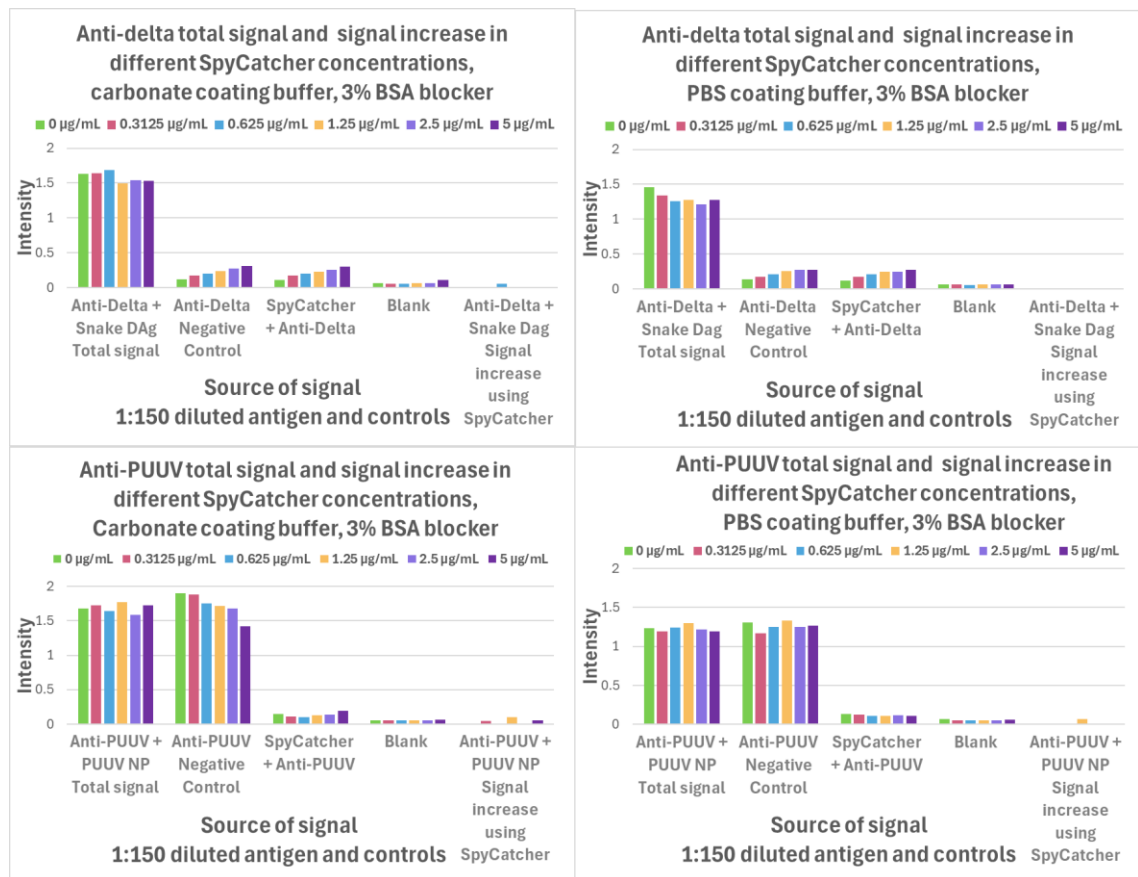 Anti-delta total signal and signal increase in
different SpyCatcher concentrations,
carbonate coating buffer, 3% BSA blocker
0 µg/mL 0.3125 µg/mL 0.625 µg/mL 1.25 µg/mL 2.5 µg/mL 5 µg/mL
Intensity
2
1.5
1
0.5
0
Anti-Delta +
Snake DAg
Total signal
Anti-Delta
Negative
Control
SpyCatcher
+ Anti-Delta
Blank
Anti-Delta +
Snake Dag
Signal
increase
using
SpyCatcher
Source of signal
1:150 diluted antigen and controls
Anti-delta total signal and signal increase in
different SpyCatcher concentrations,
PBS coating buffer, 3% BSA blocker
0 µg/mL 0.3125 µg/mL 0.625 µg/mL 1.25 µg/mL 2.5 µg/mL 5 µg/mL
Intensity
2
1.5
1
0.5
0
Anti-Delta +
Snake DAg
Total signal
Anti-Delta
Negative
Control
SpyCatcher
+ Anti-Delta
Blank
Anti-Delta +
Snake Dag
Signal
increase
using
SpyCatcher
Source of signal
1:150 diluted antigen and controls
Anti-PUUV total signal and signal increase in
different SpyCatcher concentrations,
Carbonate coating buffer, 3% BSA blocker
0 µg/mL 0.3125 µg/mL 0.625 µg/mL 1.25 µg/mL 2.5 µg/mL 5 µg/mL
Intensity
2
1.5
1
0.5
0
Anti-PUUV +
PUUV NP
Total signal
Anti-PUUV
Negative
Control
SpyCatcher
+ Anti-PUUV
Blank
Anti-PUUV +
PUUV NP
Signal
increase
using
SpyCatcher
Source of signal
1:150 diluted antigen and controls
Anti-PUUV total signal and signal increase in
different SpyCatcher concentrations,
PBS coating buffer, 3% BSA blocker
0 µg/mL 0.3125 µg/mL 0.625 µg/mL 1.25 µg/mL 2.5 µg/mL 5 µg/mL
Intensity
2
1.5
1
0.5
0
Anti-PUUV +
PUUV NP
Total signal
Anti-PUUV
Negative
Control
SpyCatcher
+ Anti-PUUV
Blank
Anti-PUUV +
PUUV NP
Signal
increase
using
SpyCatcher
Source of signal
1:150 diluted antigen and controls